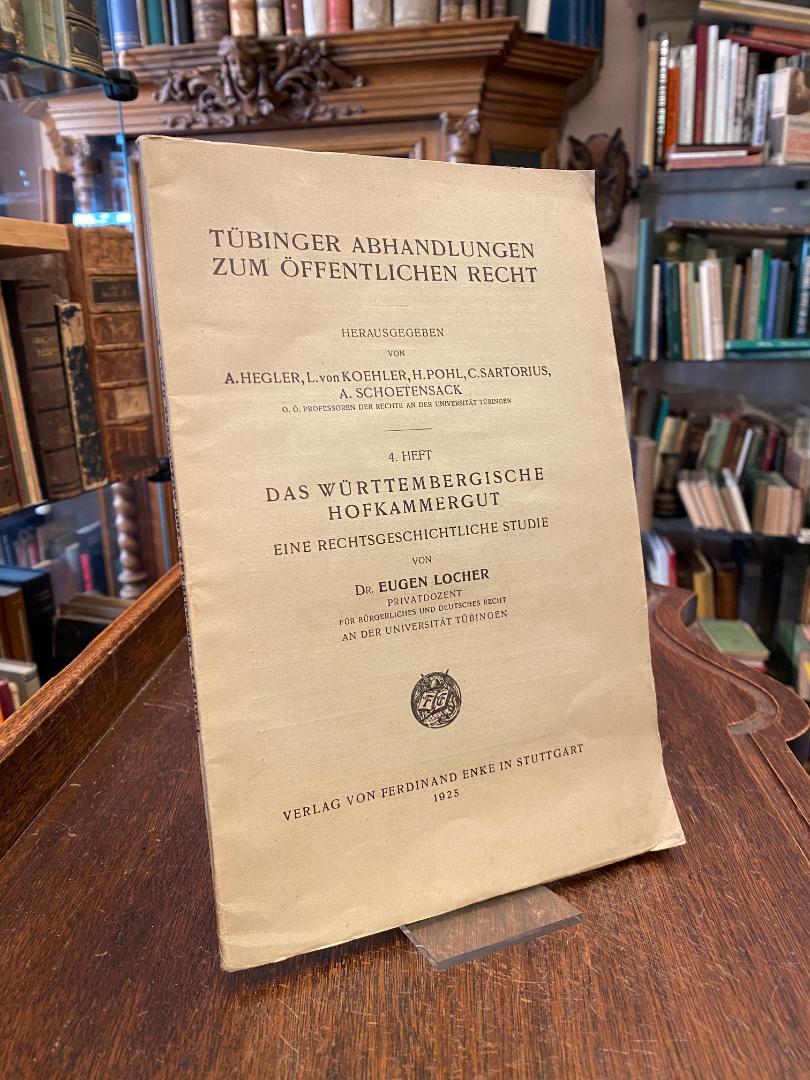 TÜBINGER ABHANDLUNGEN
ZUM ÖFFENTLICHEN RECHT
HERAUSGEGEBEN
VON
A. HEGLER, L. von KOEHLER, H. POHL, C. SARTORIUS,
A. SCHOETENSACK
O. Ö. PROFESSOREN DER RECHTE AN DER UNIVERSITÄT TÜBINGEN
4. HEFT
DAS WÜRTTEMBERGISCHE
HOFKAMMERGUT
EINE RECHTSGESCHICHTLICHE STUDIE
VON
DR. EUGEN LOCHER
PRIVATDOZENT
FÜR BÜRGERLICHES UND DEUTSCHES RECHT
AN DER UNIVERSITÄT TÜBINGEN
F E
VERLAG VON FERDINAND ENKE IN STUTTGART
1925